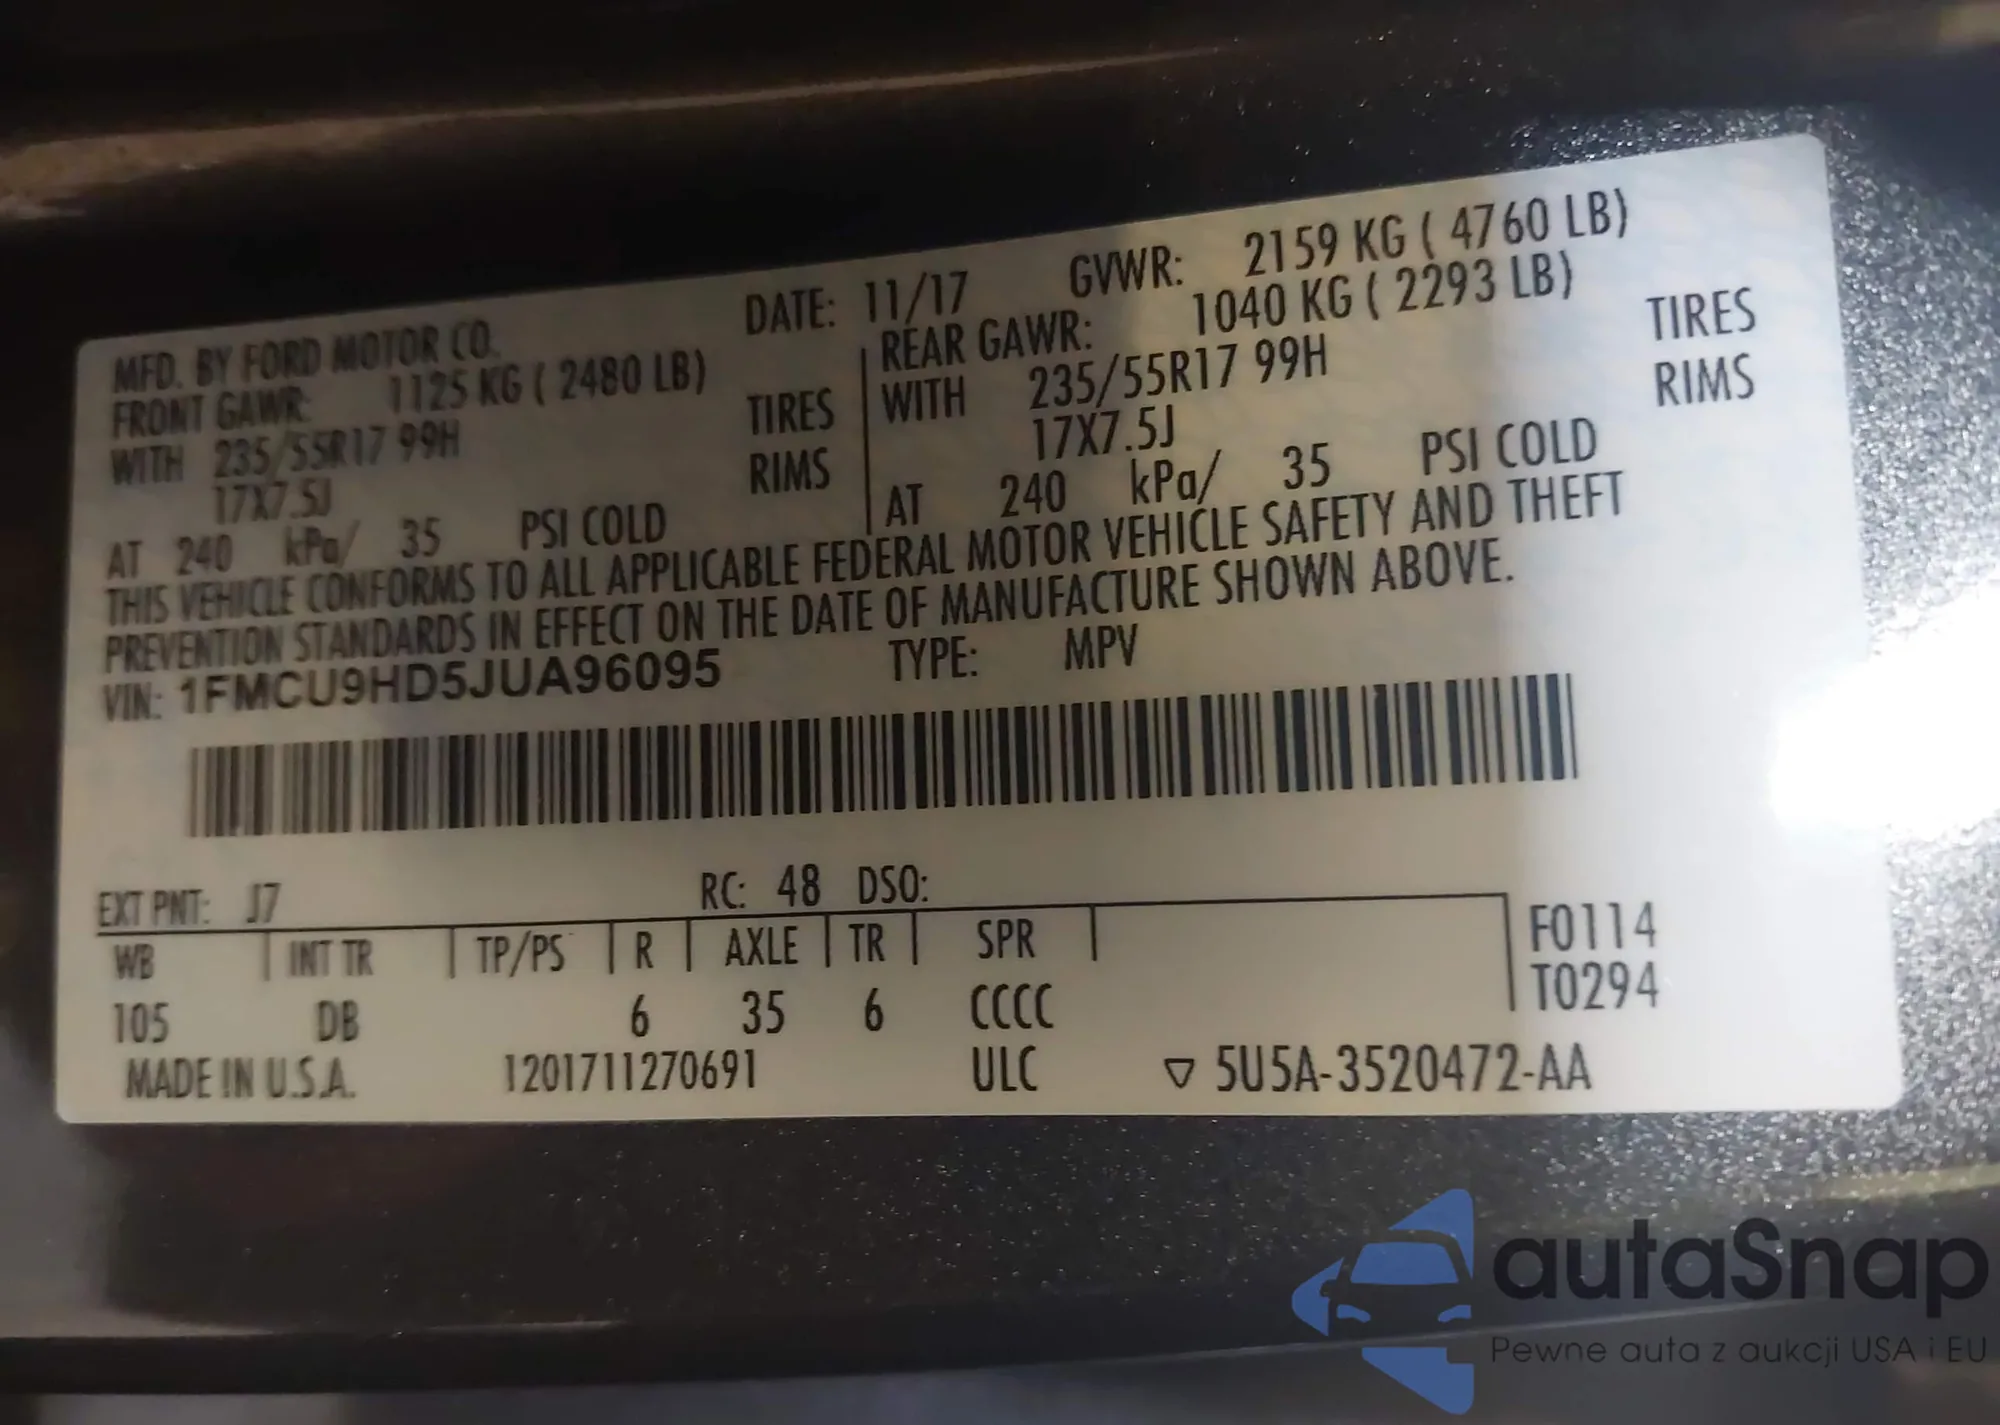 MFD. BY FORD MOTOR CO. DATE: 11/17 GVWR: 2159 KG ( 4760 LB)
FRONT GAWR: 1125 KG ( 2480 LB) REAR GAWR: 1040 KG ( 2293 LB)
WITH 235/55R17 99H TIRES WITH 235/55R17 99H TIRES
17X7.5J RIMS 17X7.5J RIMS
AT 240 kPa/ 35 PSI COLD AT 240 kPa/ 35 PSI COLD
THIS VEHICLE CONFORMS TO ALL APPLICABLE FEDERAL MOTOR VEHICLE SAFETY AND THEFT
PREVENTION STANDARDS IN EFFECT ON THE DATE OF MANUFACTURE SHOWN ABOVE.
VIN: 1FMCU9HD5JUA96095 TYPE: MPV
EXT PNT: J7 RC: 48 DSO:
WB INT TR TP/PS R AXLE TR SPR F0114
105 DB 6 35 6 CCCC T0294
MADE IN U.S.A. 1201711270691 ULC ▽ 5U5A-3520472-AA
autaSnap
Pewne auta z aukcji USA i EU